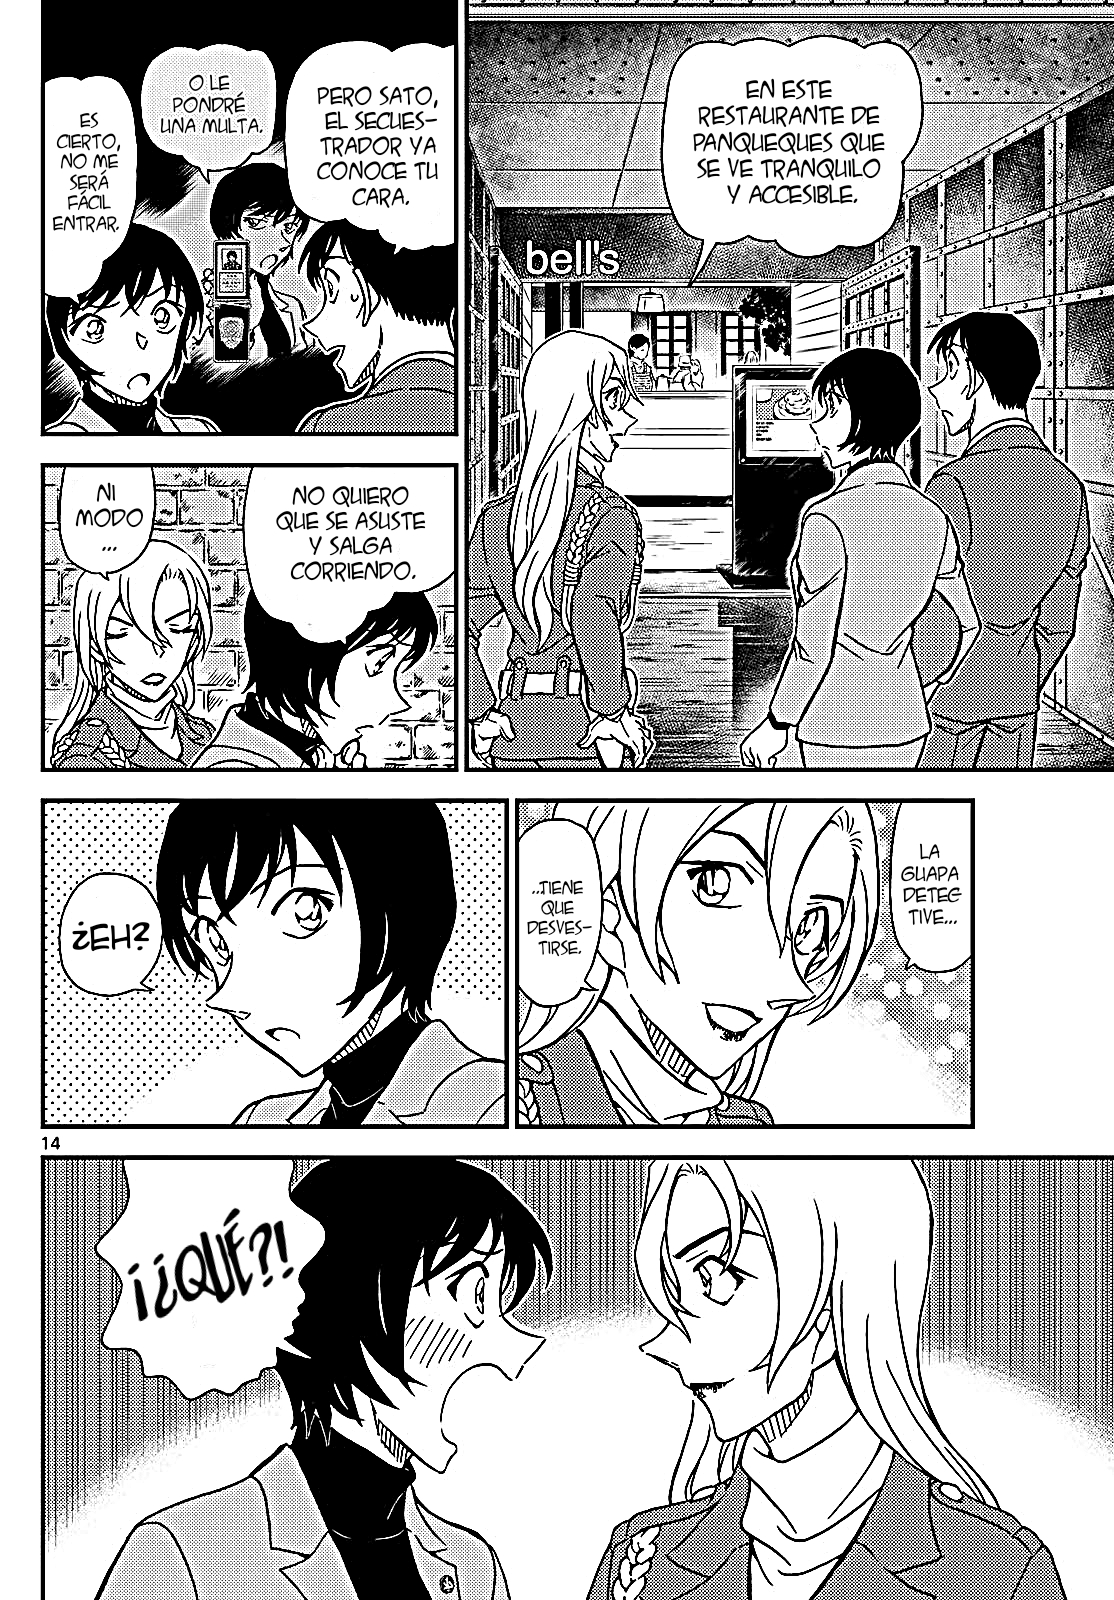 EN ESTE
RESTAURANTE DE
PANQUEQUES QUE
SE VE TRANQUILO
Y ACCESIBLE.
bell's
PERO SATO,
EL SECUES-
TRADOR YA
CONOCE TU
CARA.
O LE
PONDRÉ
UNA MULTA.
ES
CIERTO,
NO ME
SERÁ
FÁCIL
ENTRAR.
NO QUIERO
QUE SE ASUSTE
Y SALGA
CORRIENDO.
NI
MODO
...
LA
GUAPA
DETEC-
TIVE...
...TIENE
QUE
DESVES-
TIRSE.
¿EH?
14
¡¿¿QUÉ?!